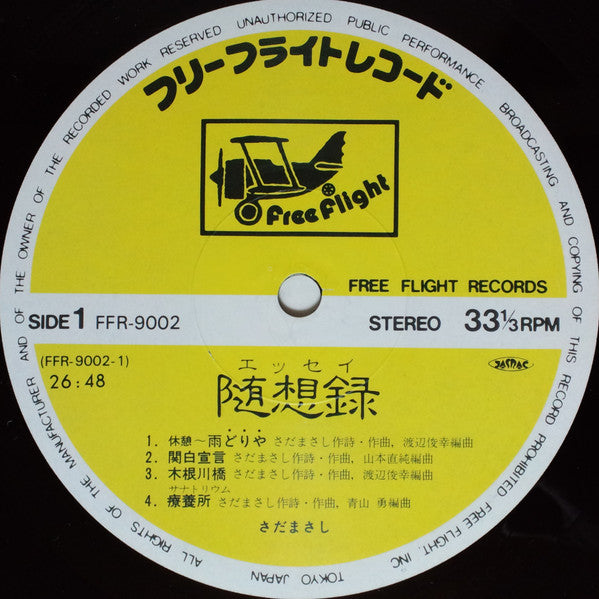 ALL RIGHTS OF THE MANUFACTURER AND OF THE OWNER OF THE RECORDED WORK RESERVED UNAUTHORIZED PUBLIC PERFORMANCE BROADCASTING AND COPYING OF THIS RECORD PROHIBITED FREE FLIGHT. INC TOKYO JAPAN
フリーフライトレコード
Free Flight
FREE FLIGHT RECORDS
SIDE 1 FFR-9002 STEREO 33⅓RPM
(FFR-9002-1)
26:48
JASRAC
エッセイ
随想録
1. 休憩〜雨どりや さだまさし作詩・作曲, 渡辺俊幸編曲
2. 関白宣言 さだまさし作詩・作曲, 山本直純編曲
3. 木根川橋 さだまさし作詩・作曲, 渡辺俊幸編曲
サナトリウム
4. 療養所 さだまさし作詩・作曲, 青山 勇編曲
さだまさし